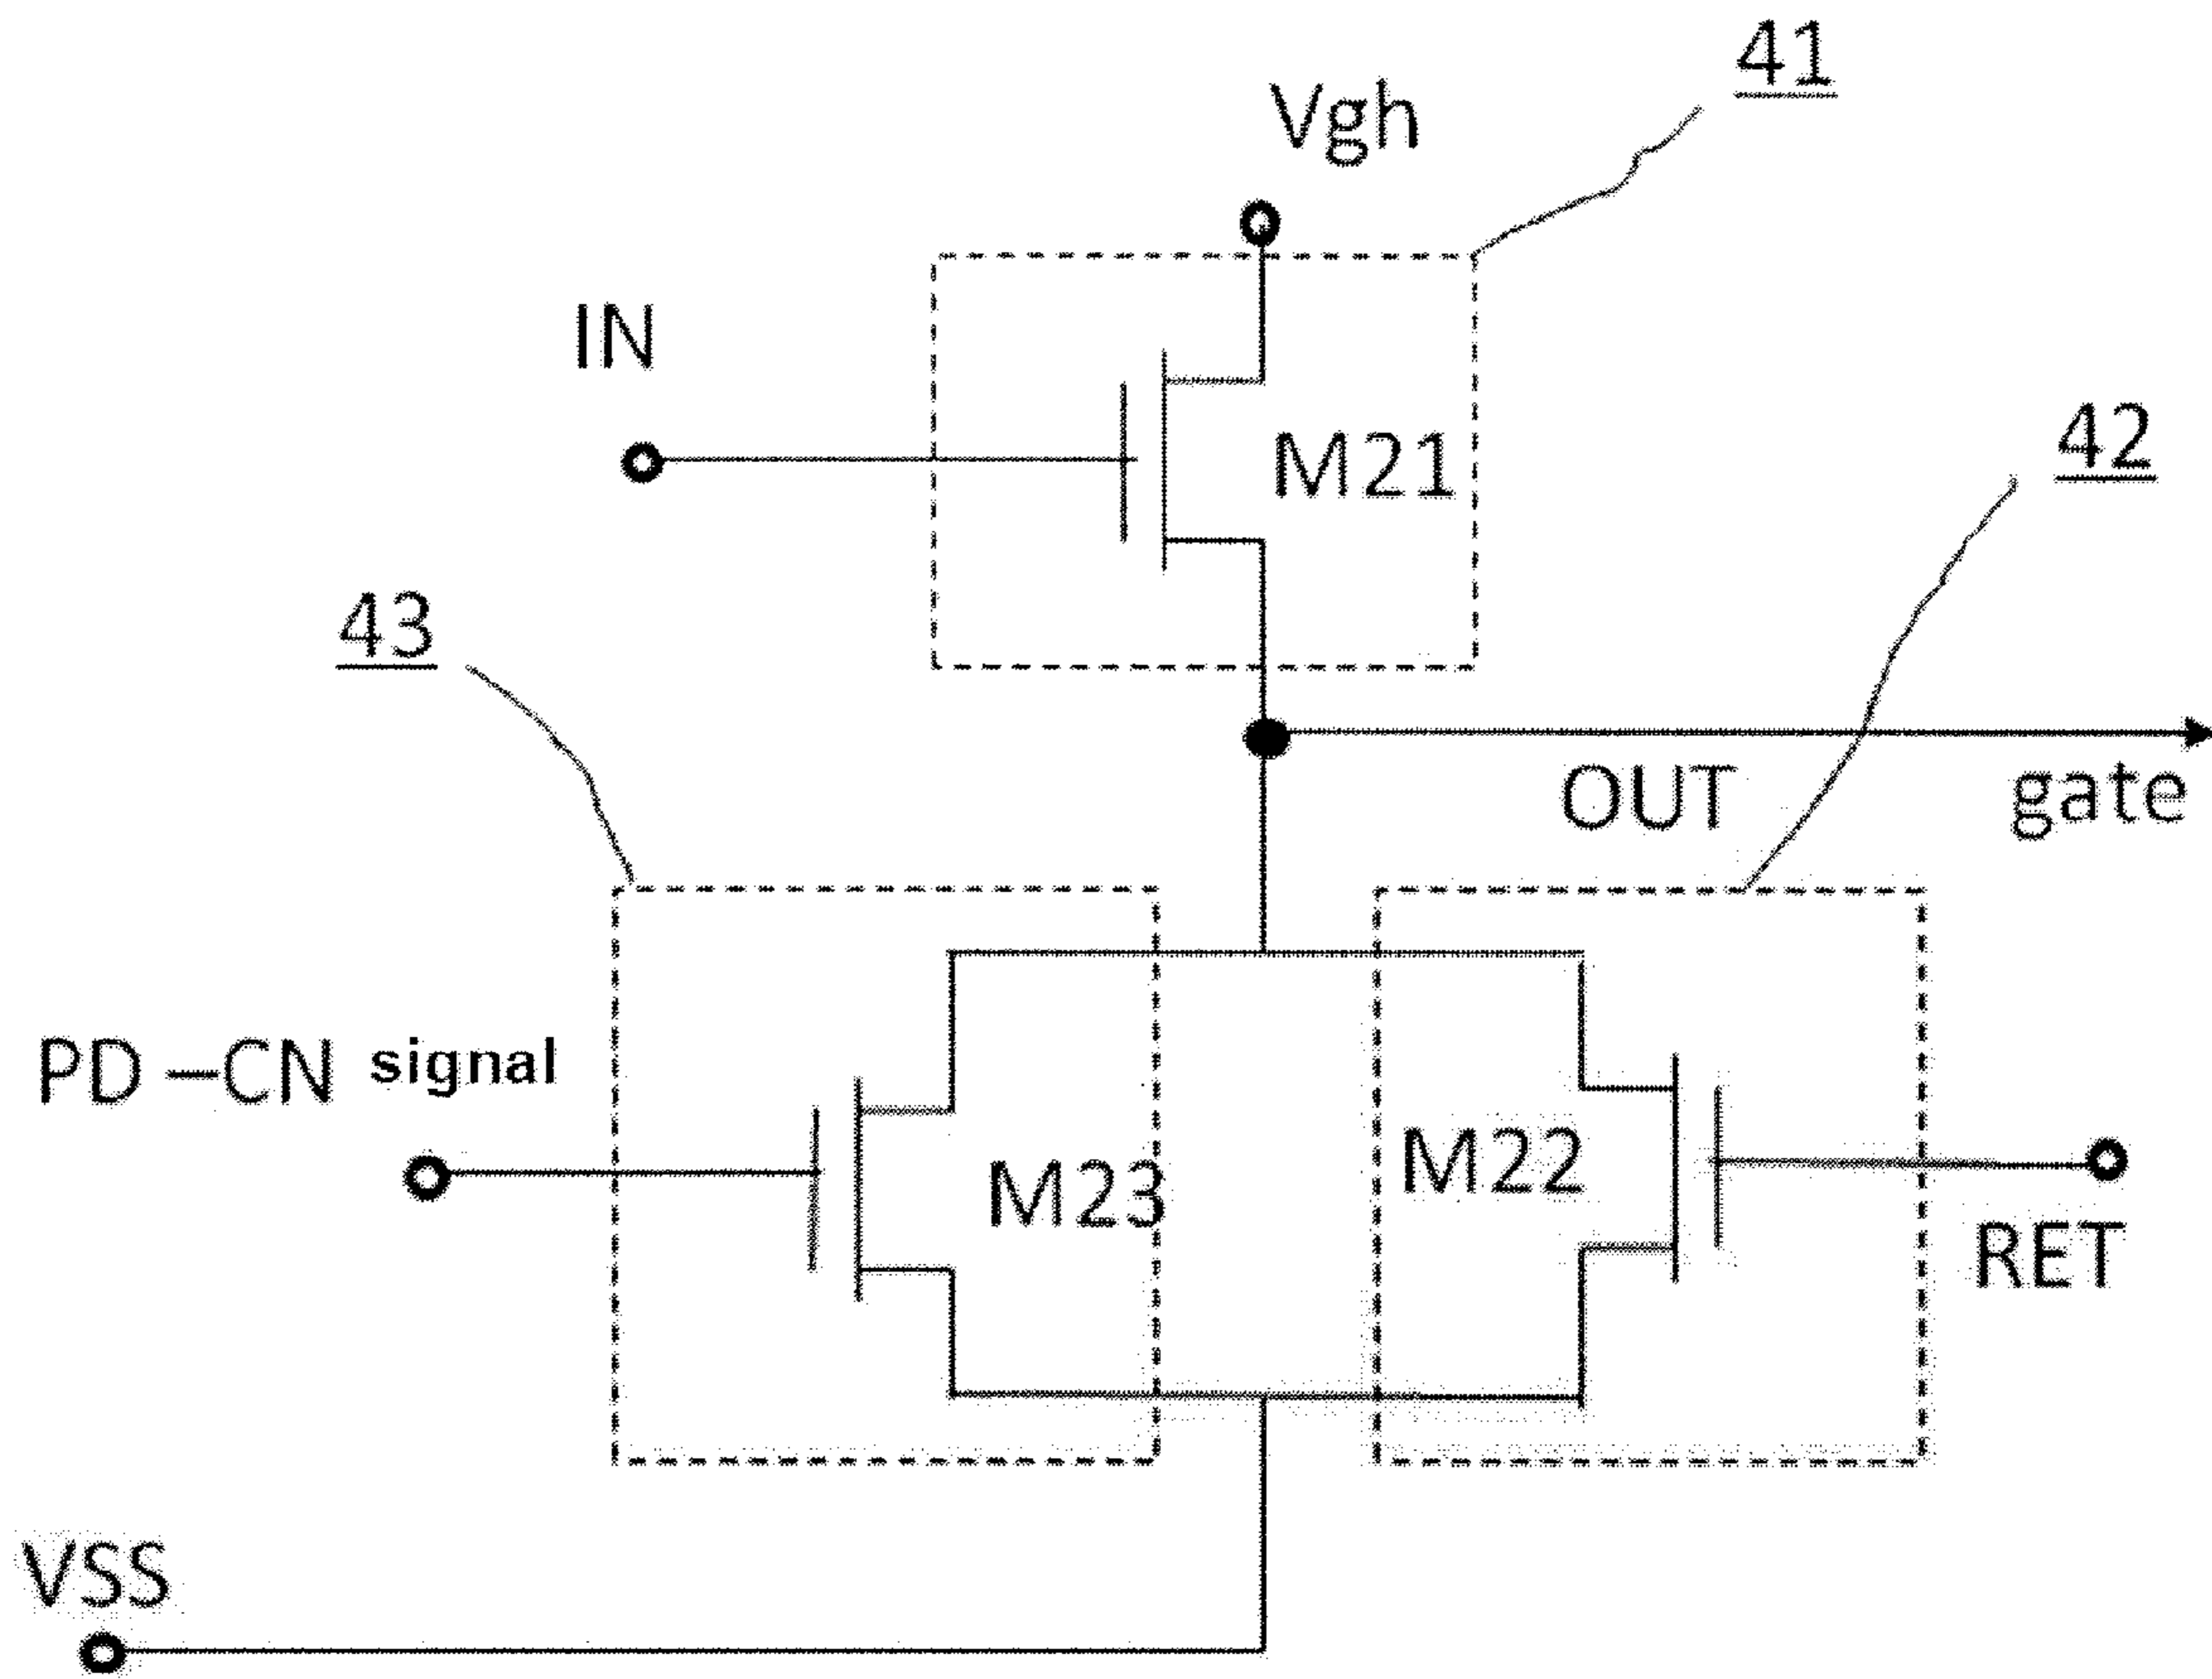 41
Vgh
IN
42
M21
43
OUT
gate
PD –CN signal
M22
M23
RET
VSS